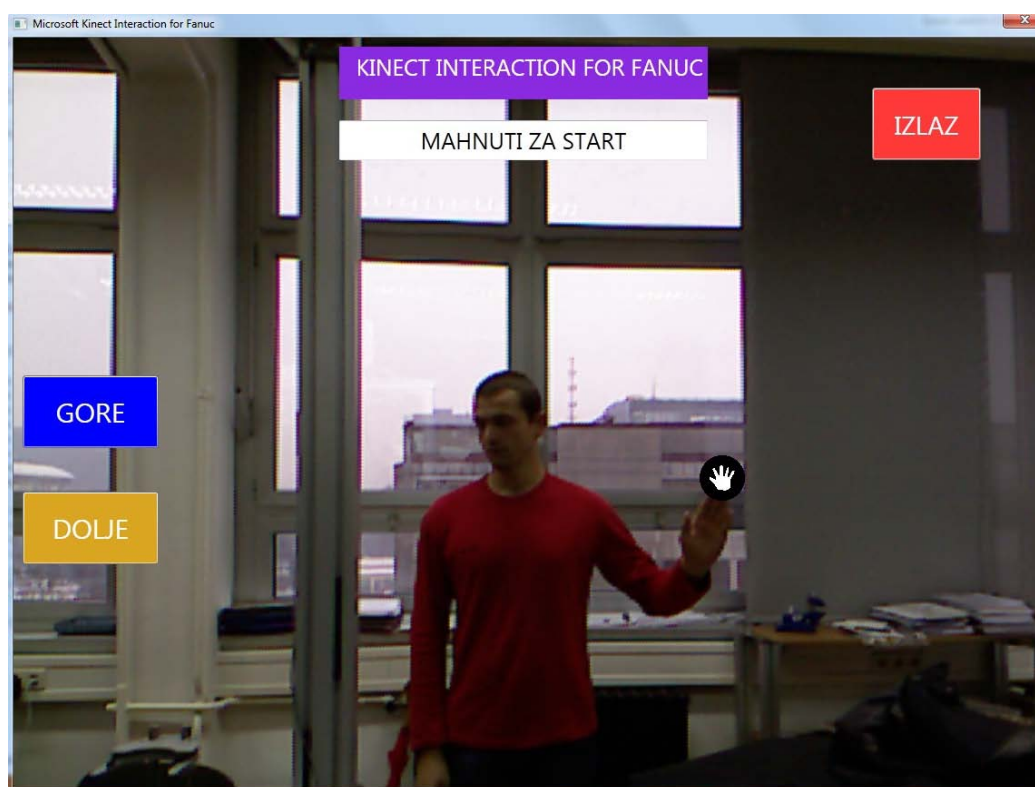 Microsoft Kinect Interaction for Fanuc
KINECT INTERACTION FOR FANUC
MAHNUTI ZA START
IZLAZ
GORE
DOLJE